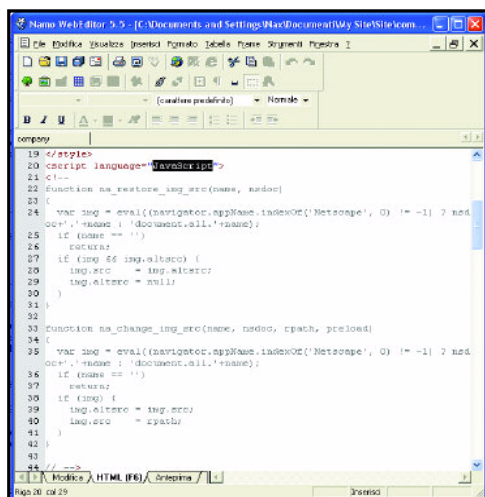 Namo WebEditor 5.5 - [C:\Documents and Settings\Max\Documenti\My Site\Site\com...
File Modifica Visualizza Inserisci Formato Tabella Frame Strumenti Finestra ?
(carattere predefinito) Normale
B I U A
company
19 </style>
20 <script language="JavaScript">
21 <!--
22 function na_restore_img_src(name, nsdoc)
23 {
24 var img = eval((navigator.appName.indexOf('Netscape', 0) != -1) ? nsd
oc+'.'+name : 'document.all.'+name);
25 if (name == '')
26 return;
27 if (img && img.altsrc) {
28 img.src = img.altsrc;
29 img.altsrc = null;
30 }
31 }
32
33 function na_change_img_src(name, nsdoc, rpath, preload)
34 {
35 var img = eval((navigator.appName.indexOf('Netscape', 0) != -1) ? nsd
oc+'.'+name : 'document.all.'+name);
36 if (name == '')
37 return;
38 if (img) {
39 img.altsrc = img.src;
40 img.src = rpath;
41 }
42 }
43
44 // -->
Modifica HTML (F6) Anteprima
Riga 20 col 29 Inserisci